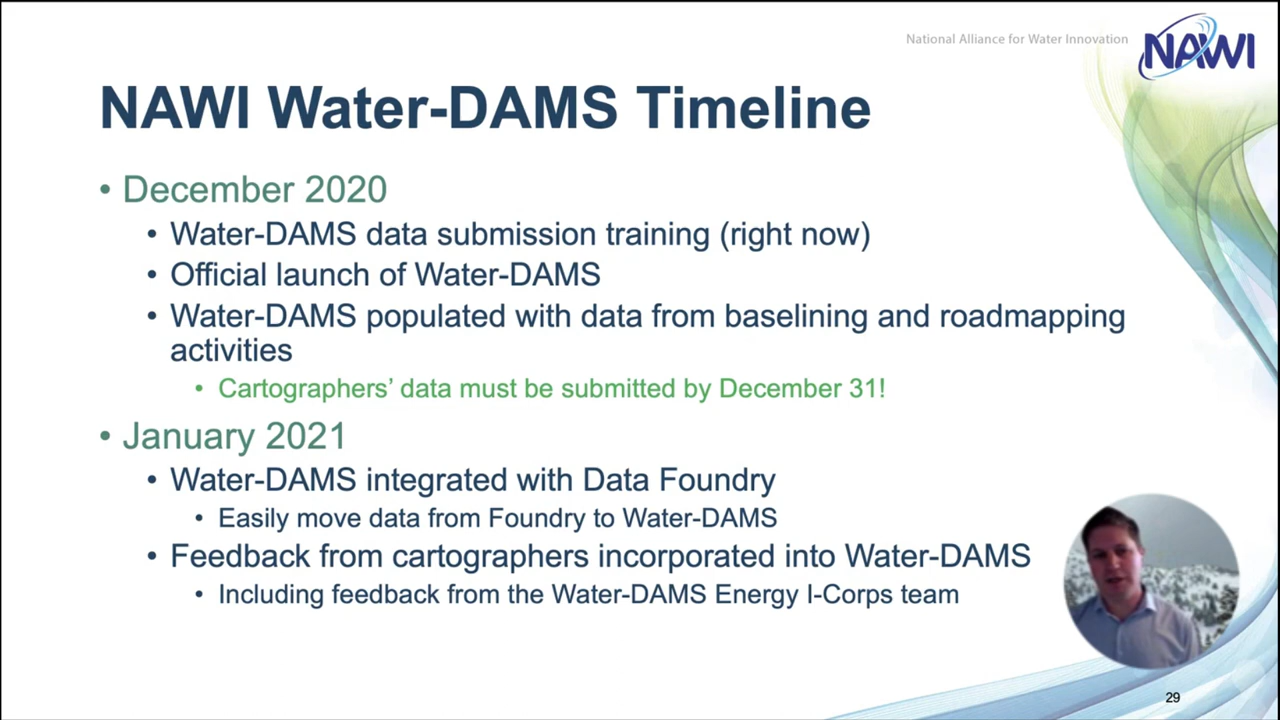 National Alliance for Water Innovation
NAWI
NAWI Water-DAMS Timeline
• December 2020
• Water-DAMS data submission training (right now)
• Official launch of Water-DAMS
• Water-DAMS populated with data from baselining and roadmapping
activities
• Cartographers’ data must be submitted by December 31!
• January 2021
• Water-DAMS integrated with Data Foundry
• Easily move data from Foundry to Water-DAMS
• Feedback from cartographers incorporated into Water-DAMS
• Including feedback from the Water-DAMS Energy I-Corps team
29